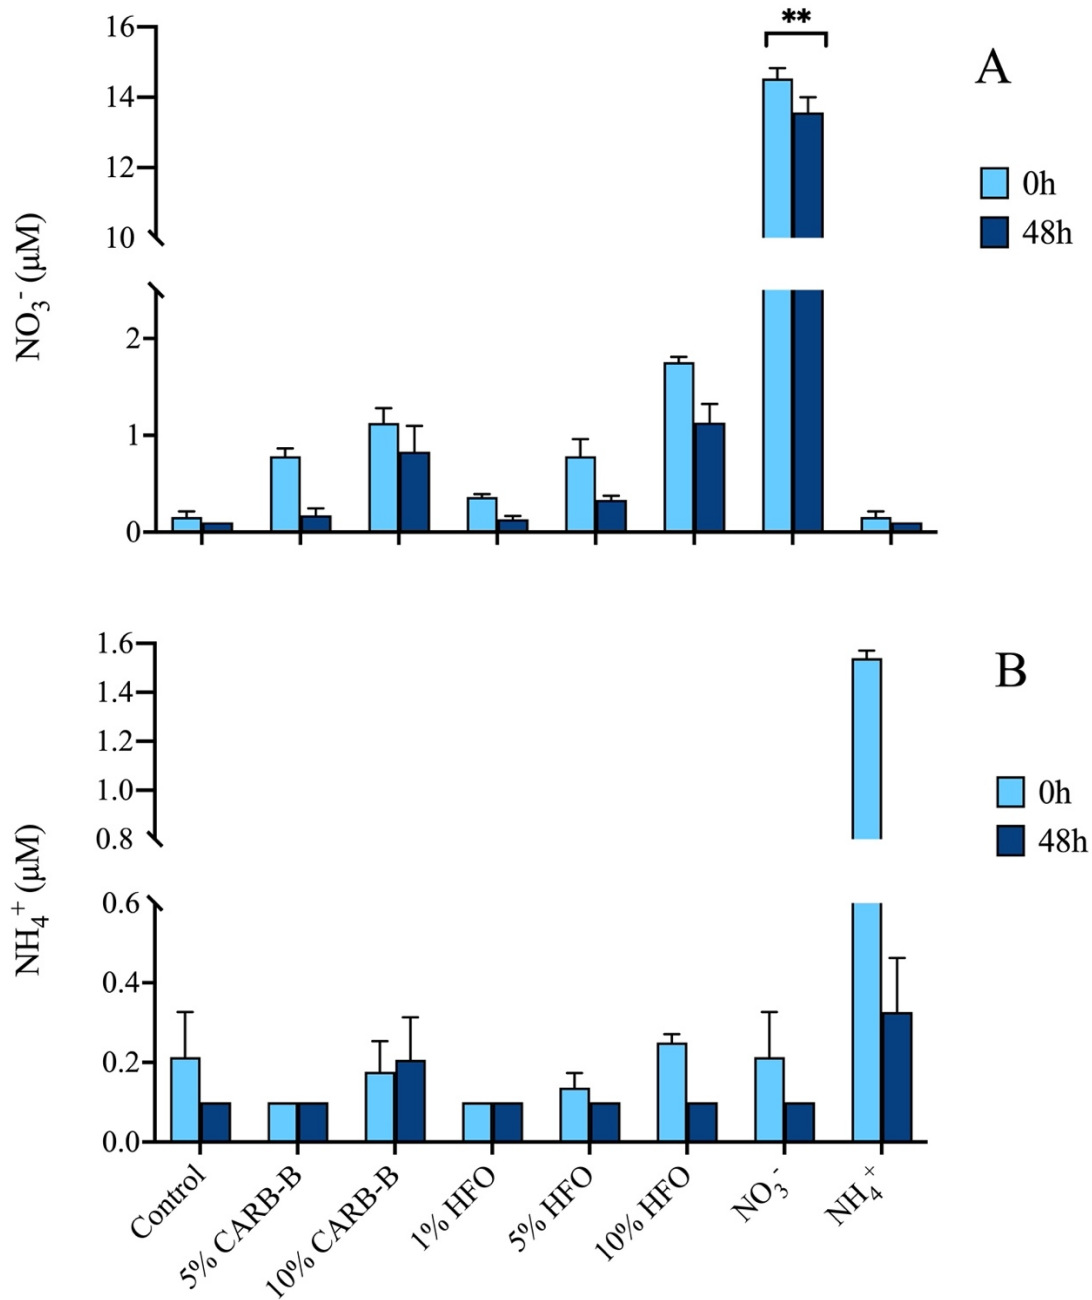 **
A
0h
48h
NO₃⁻ (μM)
16
14
12
10
2
1
0
B
0h
48h
NH₄⁺ (μM)
1.6
1.4
1.2
1.0
0.8
0.6
0.4
0.2
0.0
Control
5% CARB-B
10% CARB-B
1% HFO
5% HFO
10% HFO
NO₃⁻
NH₄⁺